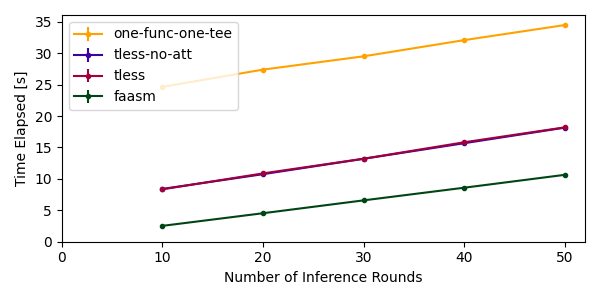 one-func-one-tee
tless-no-att
tless
faasm
Time Elapsed [s]
35
30
25
20
15
10
5
0
0 10 20 30 40 50
Number of Inference Rounds